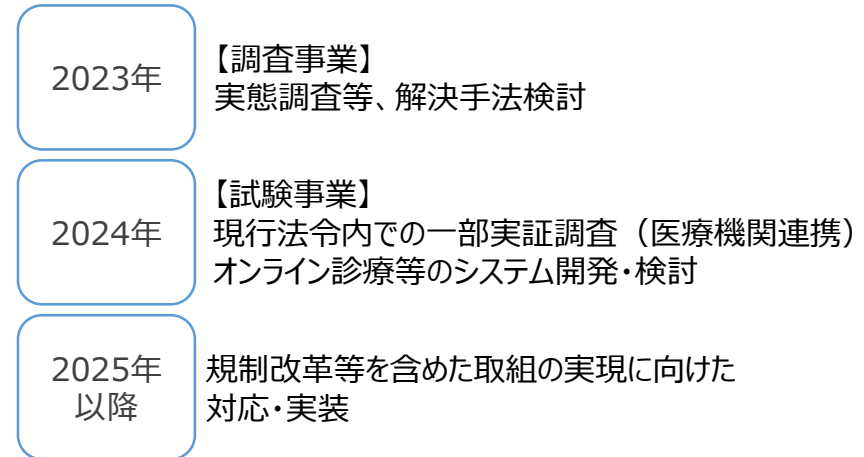 2023年
【調査事業】
実態調査等、解決手法検討
2024年
【試験事業】
現行法令内での一部実証調査（医療機関連携）
オンライン診療等のシステム開発・検討
2025年
以降
規制改革等を含めた取組の実現に向けた
対応・実装